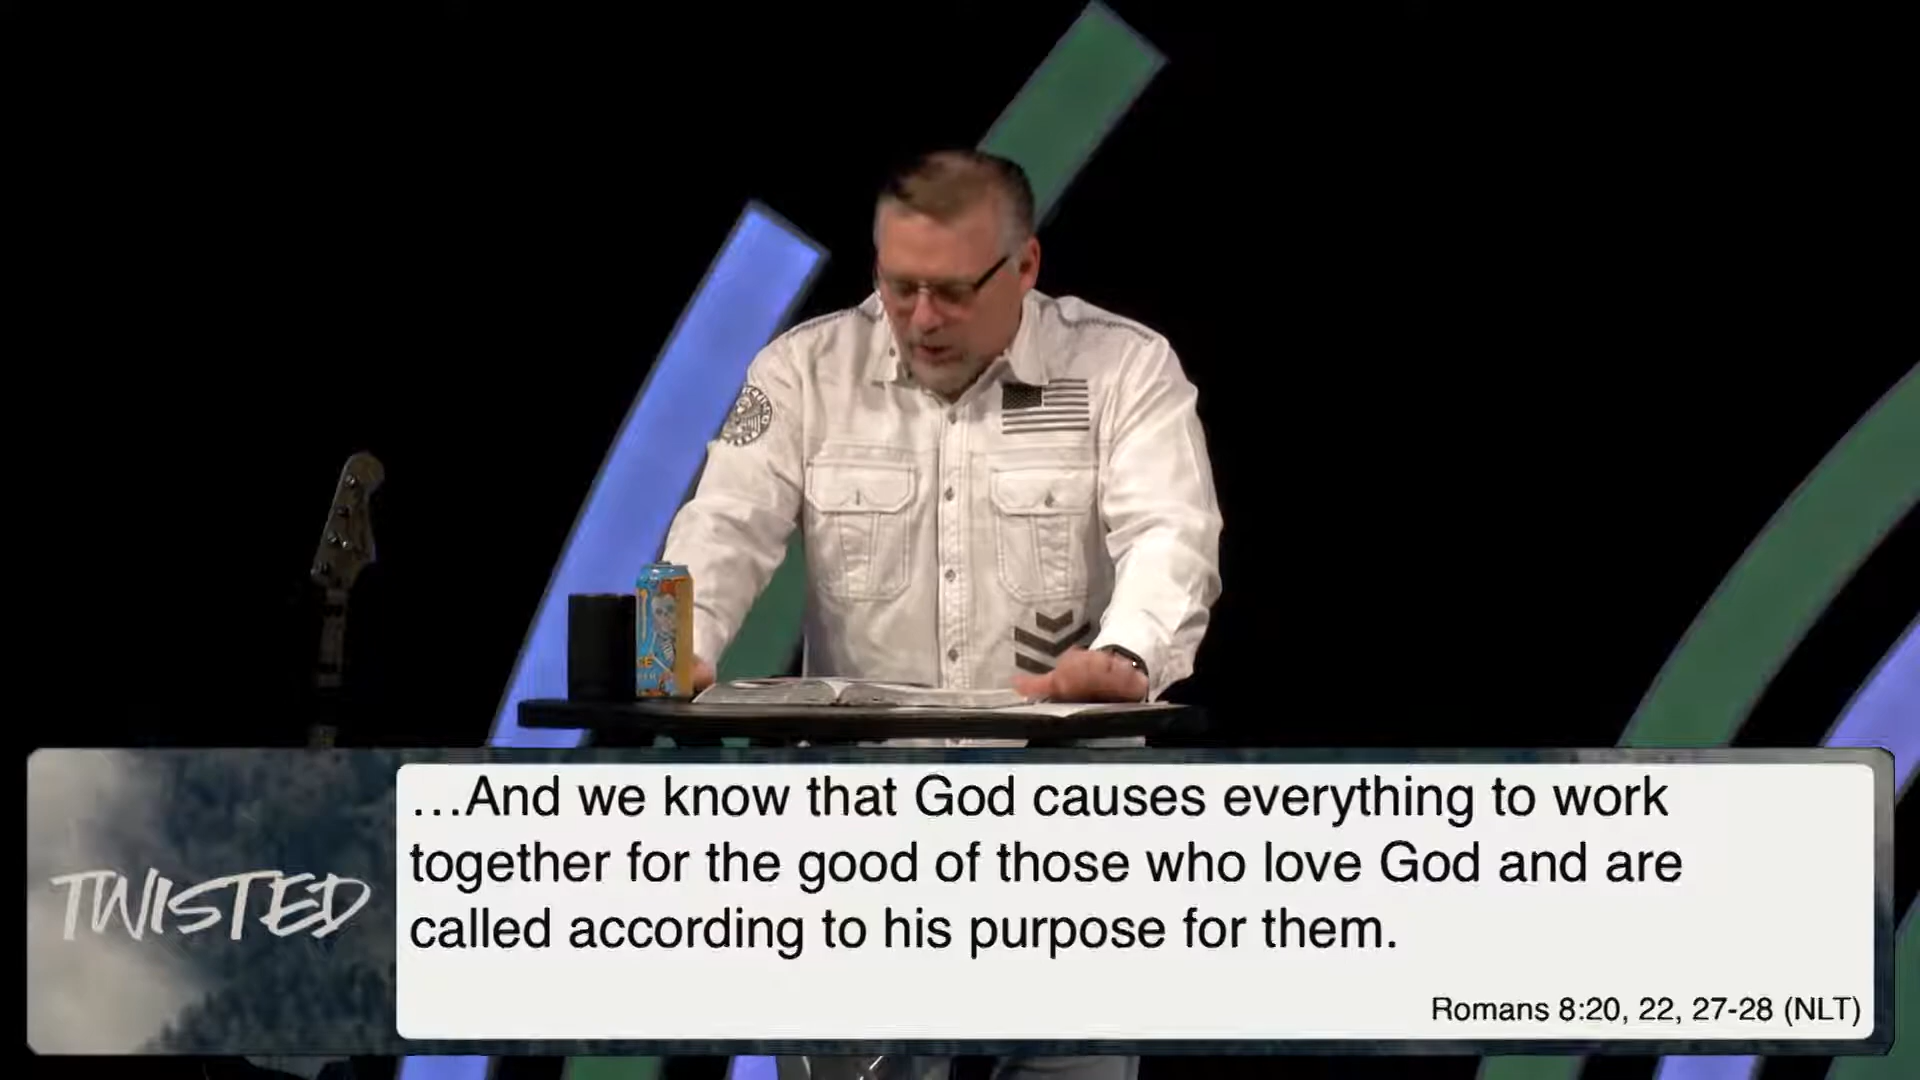 …And we know that God causes everything to work
together for the good of those who love God and are
called according to his purpose for them.
TWISTED
Romans 8:20, 22, 27-28 (NLT)